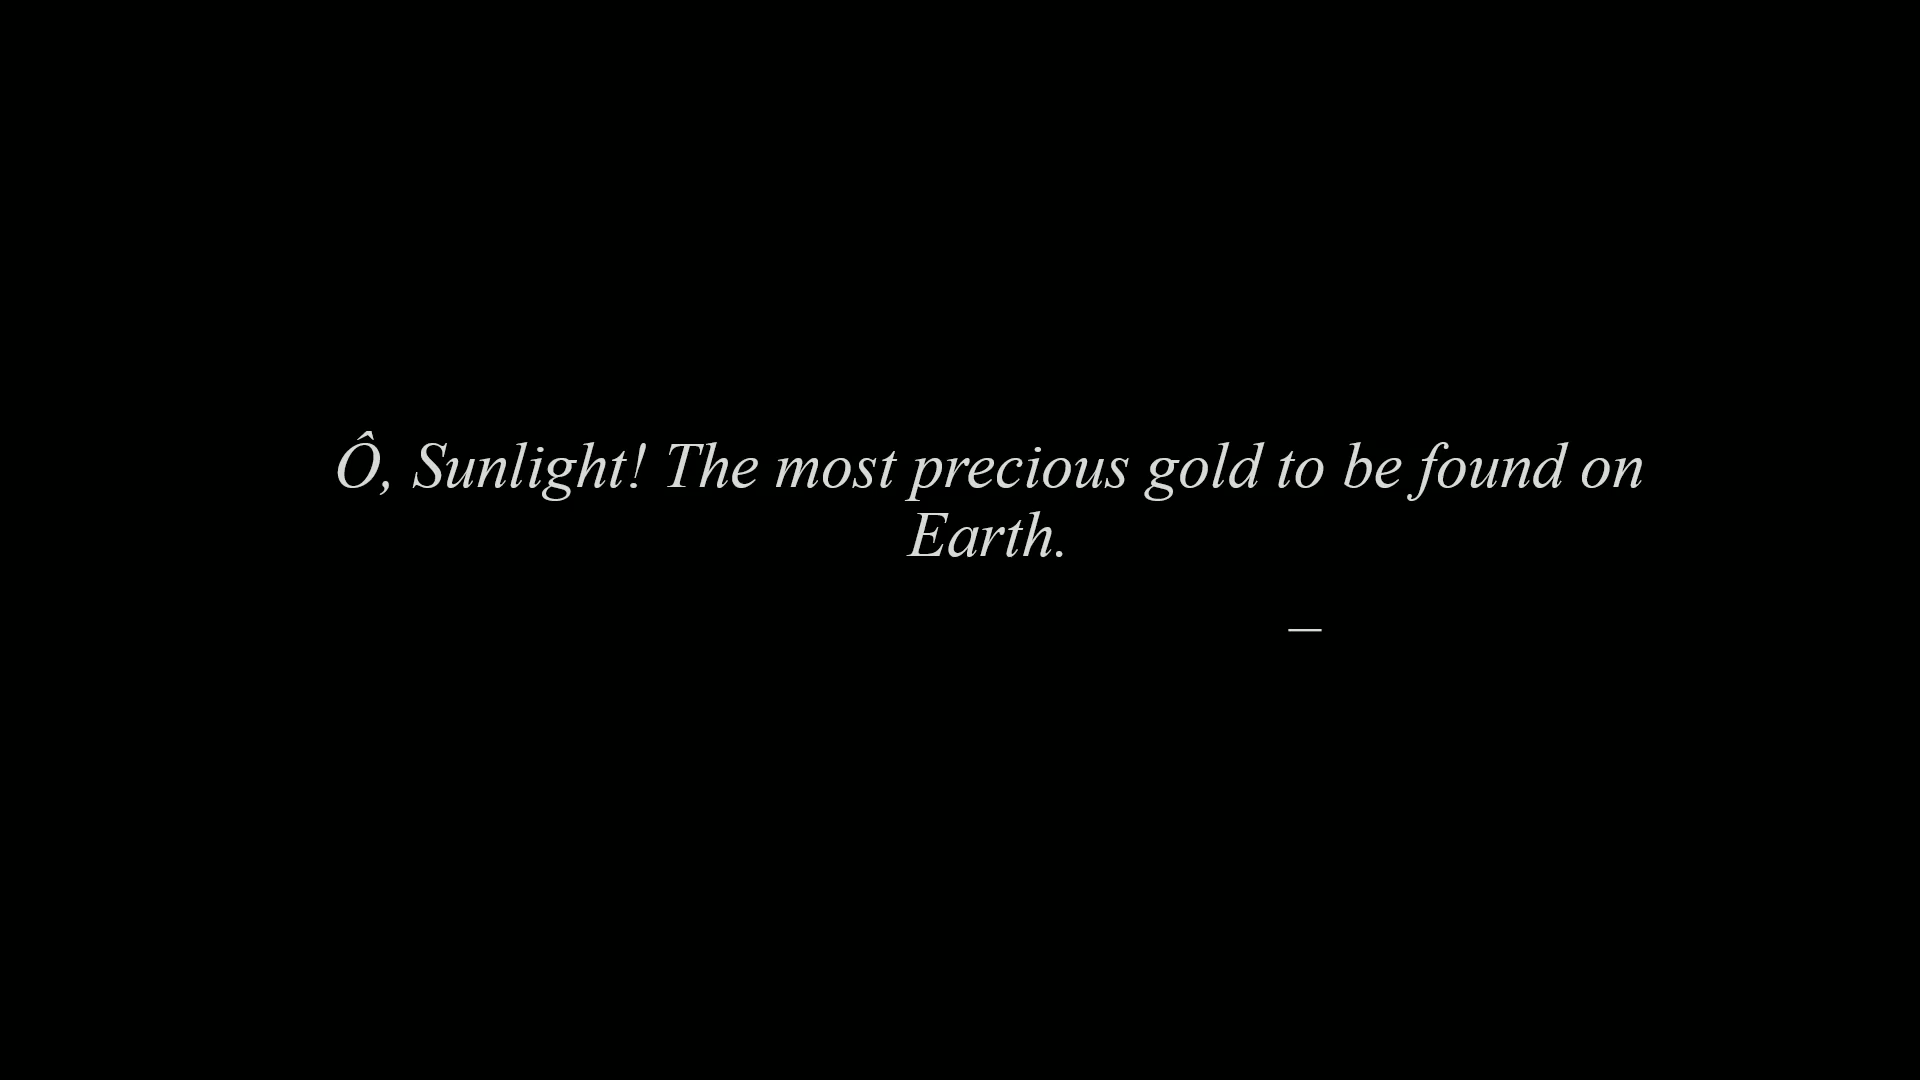 Ô, Sunlight! The most precious gold to be found on
Earth.
–